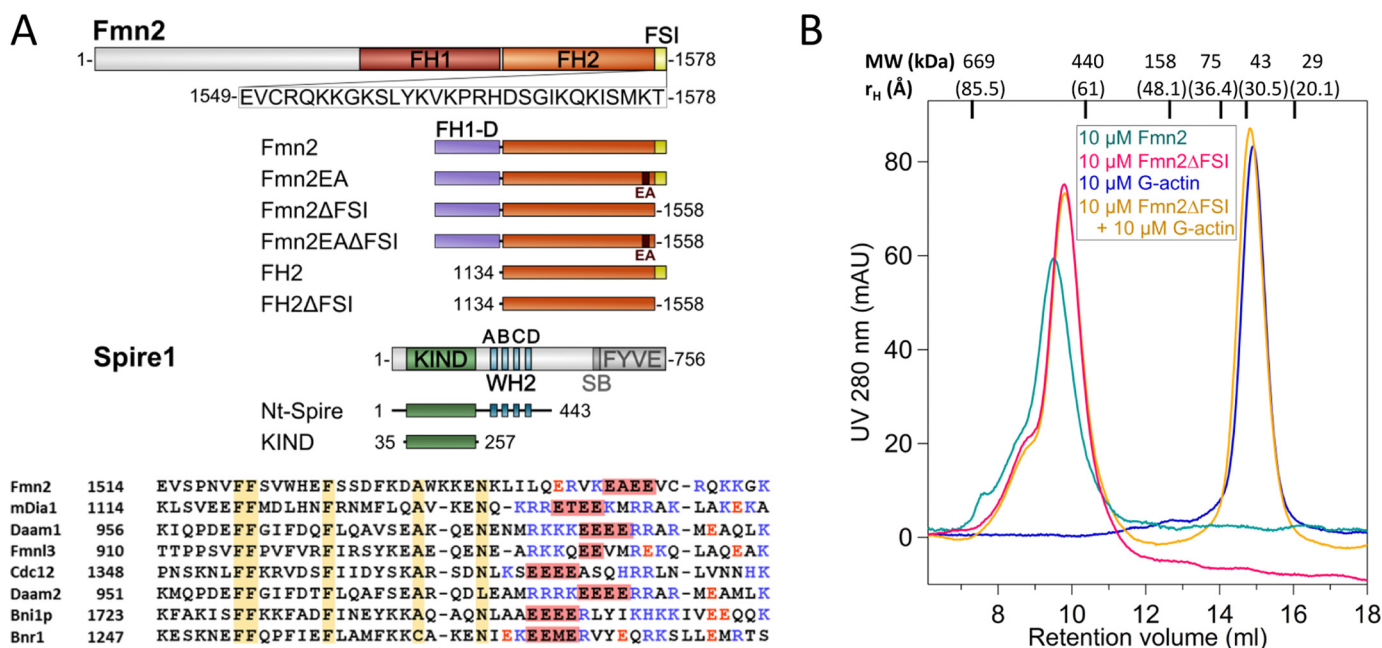 A
Fmn2
FSI
1-
FH1
FH2
-1578
1549-
EVCRQKKGKSLYKVKPRHDSGIKQKISMKT
-1578
FH1-D
Fmn2
Fmn2EA
EA
Fmn2ΔFSI
-1558
Fmn2EAΔFSI
-1558
EA
FH2
1134
FH2ΔFSI
1134
-1558
ABCD
Spire1
1-
KIND
FYVE
-756
WH2
SB
Nt-Spire
1
443
KIND
35
257
Fmn2 1514 EVSPNVFFSVWHEFSSDFKDAWKKENKLILQERVKEAEEVC-RQKKGK
mDia1 1114 KLSVEEFFMDLHNFRNMFLQAV-KENQ-KRRETEEKMRRAK-LAKEKA
Daam1 956 KIQPDEFFGIFDQFLQAVSEAK-QENENMRKKKEEEERRAR-MEAQLK
Fmnl3 910 TTPPSVFFPVFVRFIRSYKEAE-QENE-ARKKQEEVMREKQ-LAQEAK
Cdc12 1348 PNSKNLFFKRVDSFIIDYSKARSDNLKSEEEEASQHRRLN-LVNNHK
Daam2 951 KMQPDEFFGIFDTFLQAFSEAR-QDLEAMRRRKEEEERRAR-MEAMLK
Bni1p 1723 KFAKISFFKKFADFINEYKKAQ-AQNLAAEEEERLYIKHKKIVEEQQK
Bnr1 1247 KESKNEFFQPFIEFLAMFKKCA-KENIEKEEMERVYEQRKSLLEMRTS
B
MW (kDa) 669 440 158 75 43 29
rH (Å) (85.5) (61) (48.1) (36.4) (30.5) (20.1)
10 µM Fmn2
10 µM Fmn2ΔFSI
10 µM G-actin
10 µM Fmn2ΔFSI
+ 10 µM G-actin
UV 280 nm (mAU)
80
60
40
20
0
8 10 12 14 16 18
Retention volume (ml)